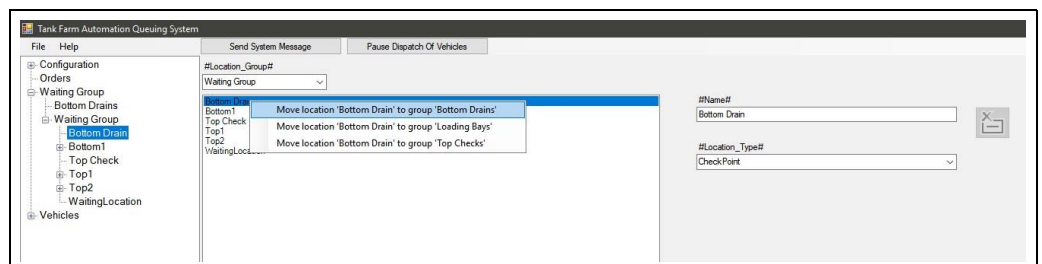 Tank Farm Automation Queuing System
File Help
Send System Message
Pause Dispatch Of Vehicles
Configuration
Orders
Waiting Group
Bottom Drains
Waiting Group
Bottom Drain
Bottom1
Top Check
Top1
Top2
WaitingLocation
Vehicles
#Location_Group#
Waiting Group
Bottom Drain
Bottom1
Top Check
Top1
Top2
WaitingLocation
Move location 'Bottom Drain' to group 'Bottom Drains'
Move location 'Bottom Drain' to group 'Loading Bays'
Move location 'Bottom Drain' to group 'Top Checks'
#Name#
Bottom Drain
#Location_Type#
CheckPoint